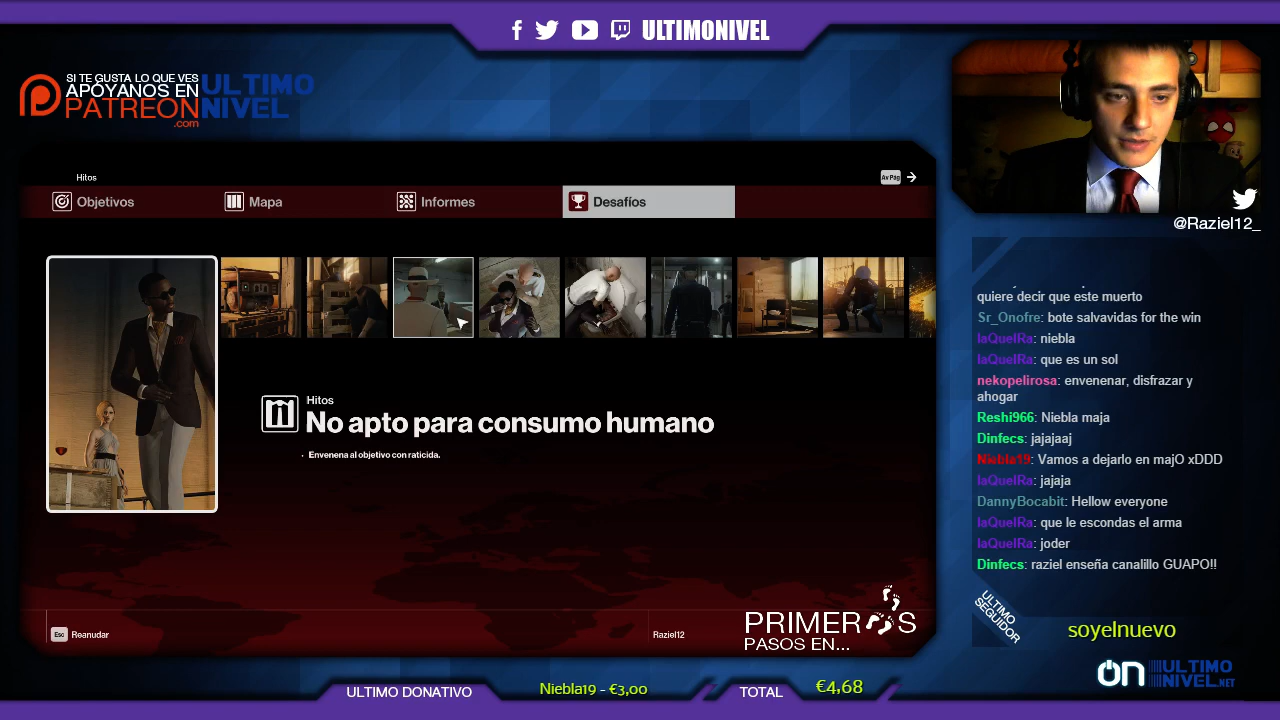 ULTIMONIVEL
SI TE GUSTA LO QUE VES
APOYANOS EN
PATREON
.com
ULTIMO
NIVEL
Hitos
Av Pág
Objetivos
Mapa
Informes
Desafíos
Hitos
No apto para consumo humano
· Envenena al objetivo con raticida.
Esc Reanudar
Raziel12
PRIMEROS
PASOS EN...
@Raziel12_
quiere decir que este muerto
Sr_Onofre: bote salvavidas for the win
laQuelRa: niebla
laQuelRa: que es un sol
nekopelirosa: envenenar, disfrazar y
ahogar
Reshi966: Niebla maja
Dinfecs: jajajaaj
Niebla19: Vamos a dejarlo en majO xDDD
laQuelRa: jajaja
DannyBocabit: Hellow everyone
laQuelRa: que le escondas el arma
laQuelRa: joder
Dinfecs: raziel enseña canalillo GUAPO!!
ULTIMO
SEGUIDOR
soyelnuevo
ON ULTIMO
NIVEL.NET
ULTIMO DONATIVO
Niebla19 - €3,00
TOTAL
€4,68